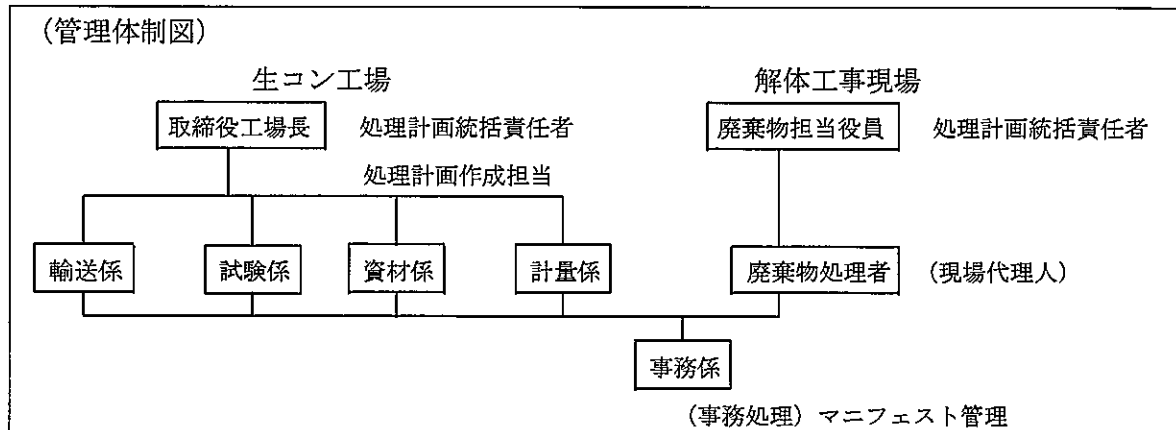 (管理体制図)
生コン工場 解体工事現場
取締役工場長 処理計画統括責任者 廃棄物担当役員 処理計画統括責任者
処理計画作成担当
輸送係 試験係 資材係 計量係 廃棄物処理者 (現場代理人)
事務係
(事務処理) マニフェスト管理